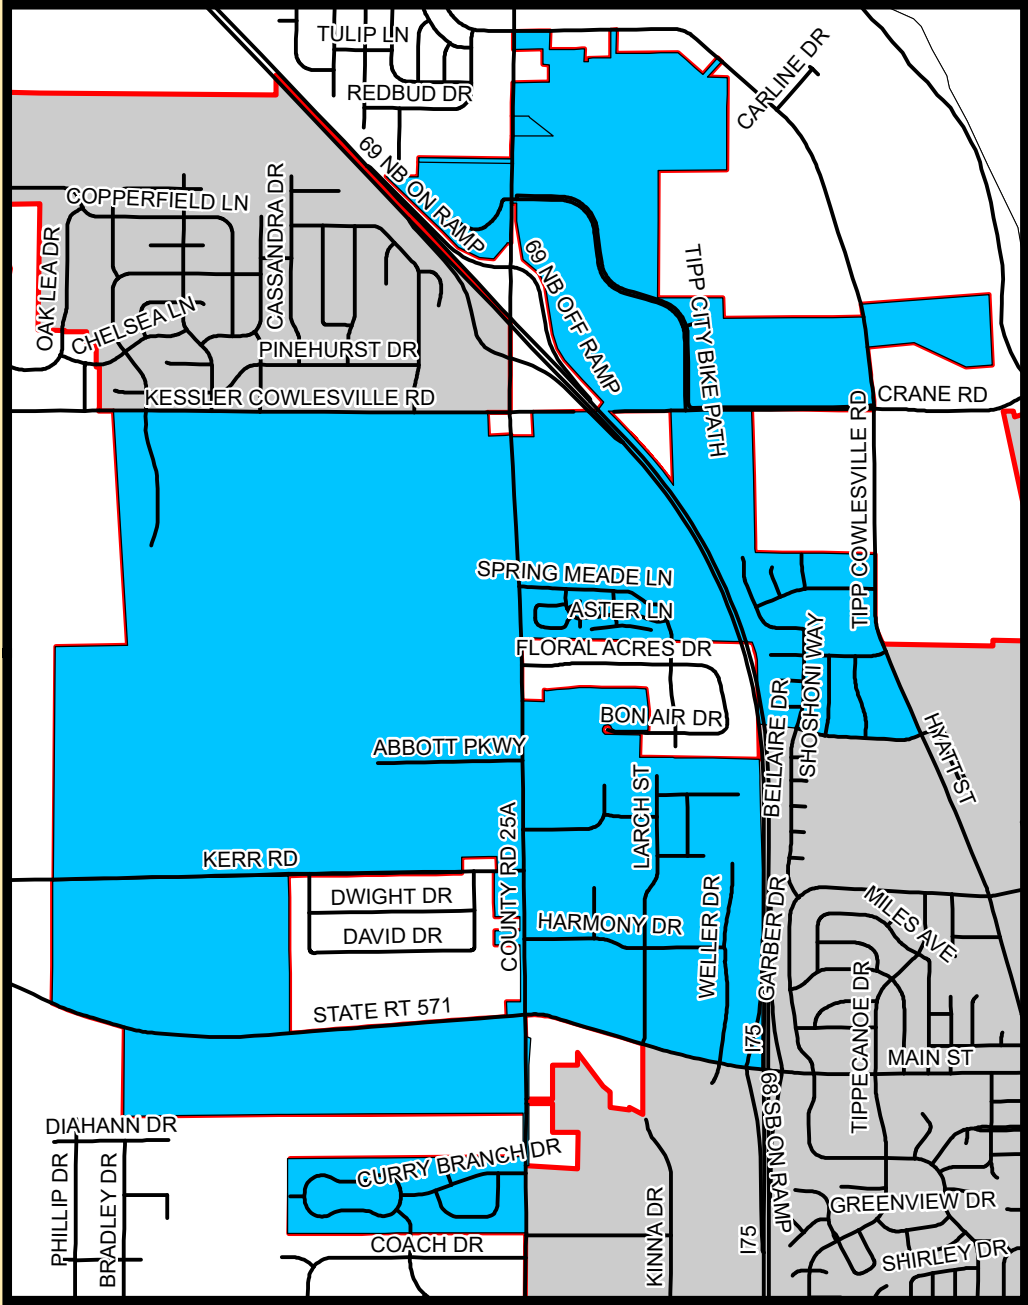 TULIP LN
CARLINE DR
REDBUD DR
69 NB ON RAMP
COPPERFIELD LN
CASSANDRA DR
OAK LEA DR
69 NB OFF RAMP
TIPP CITY BIKE PATH
CHELSEA LN
PINEHURST DR
KESSLER COWLESVILLE RD
CRANE RD
TIPP COWLESVILLE RD
SPRING MEADE LN
ASTER LN
FLORAL ACRES DR
SHOSHONI WAY
BELLAIRE DR
BON AIR DR
HYATT ST
ABBOTT PKWY
LARCH ST
COUNTY RD 25A
KERR RD
DWIGHT DR
DAVID DR
HARMONY DR
WELLER DR
GARBER DR
MILES AVE
TIPPECANOE DR
STATE RT 571
I75
MAIN ST
68 SB ON RAMP
DIAHANN DR
PHILLIP DR
BRADLEY DR
CURRY BRANCH DR
KINNA DR
GREENVIEW DR
I75
COACH DR
SHIRLEY DR